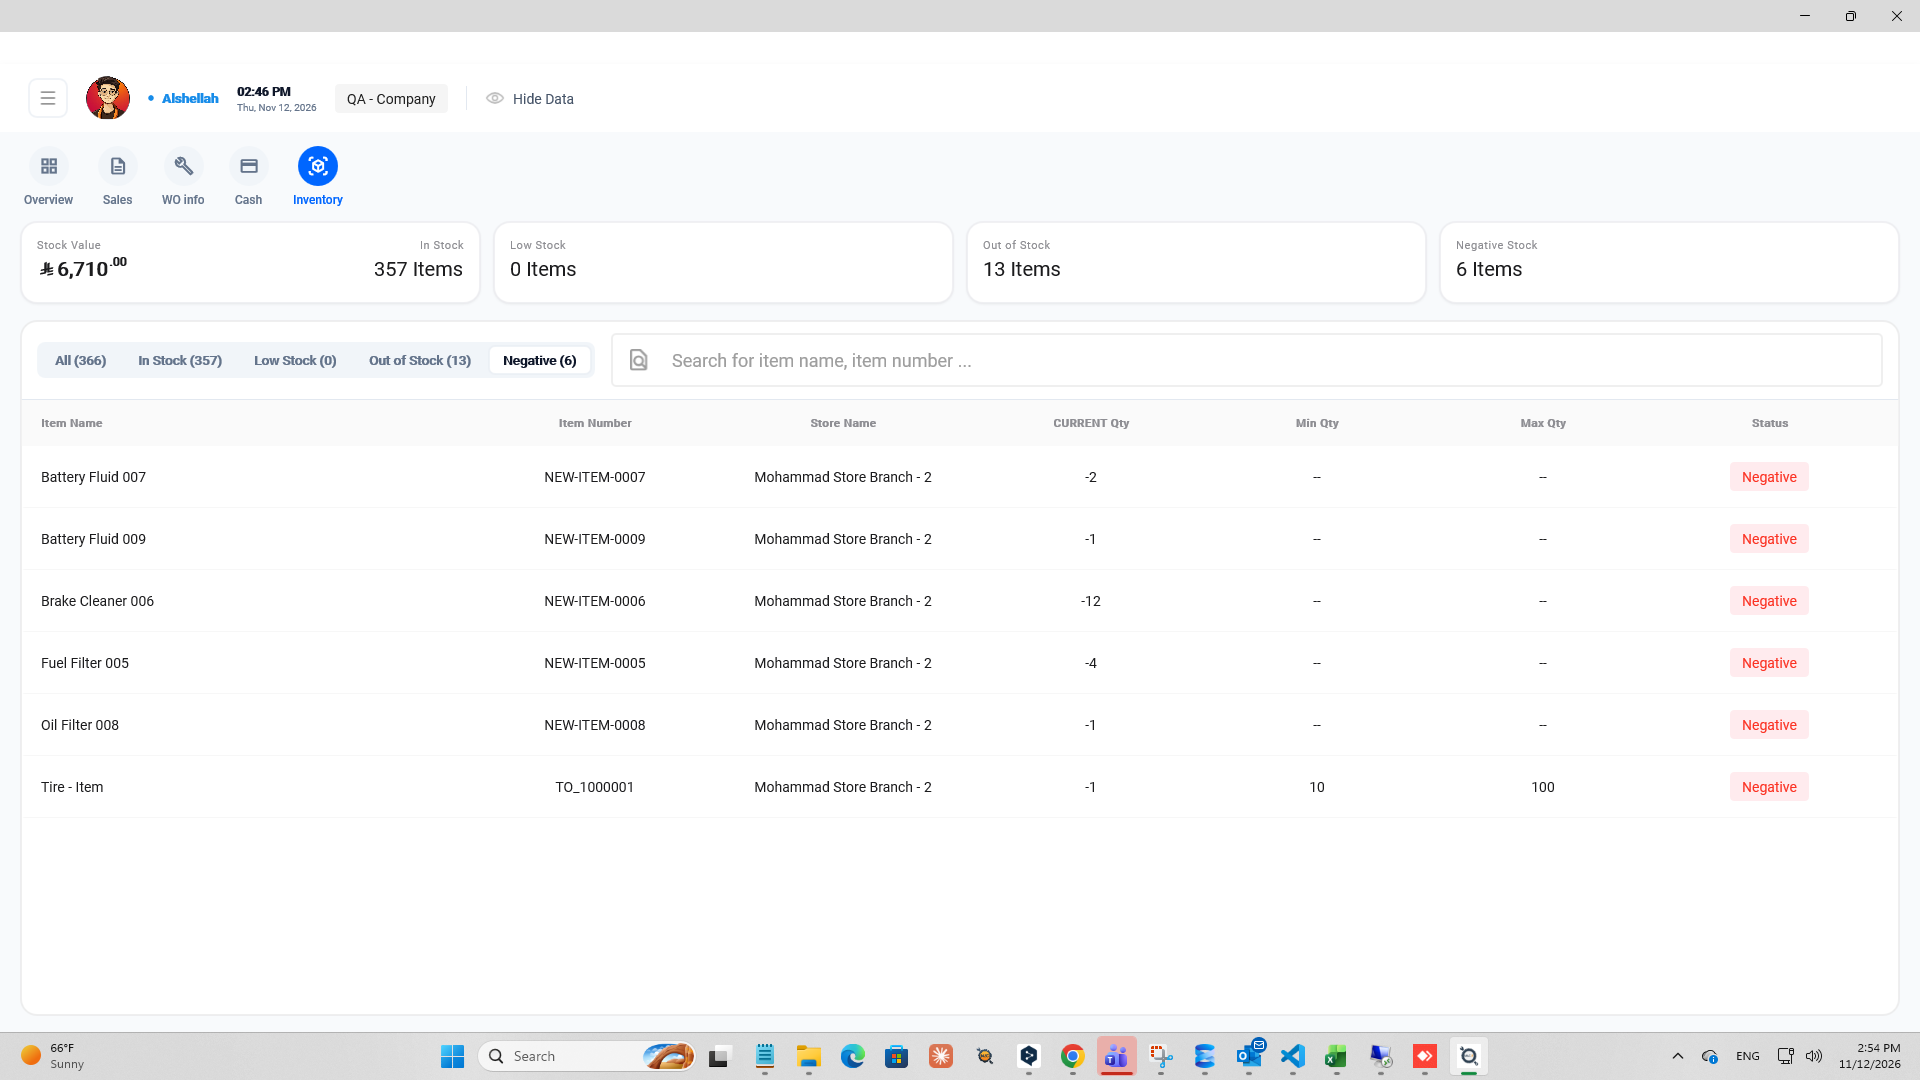 Alshellah
02:46 PM
Thu, Nov 12, 2026
QA - Company
Hide Data
Overview
Sales
WO info
Cash
Inventory
Stock Value
In Stock
6,710.00
357 Items
Low Stock
0 Items
Out of Stock
13 Items
Negative Stock
6 Items
All (366)
In Stock (357)
Low Stock (0)
Out of Stock (13)
Negative (6)
Search for item name, item number ...
Item Name Item Number Store Name CURRENT Qty Min Qty Max Qty Status
Battery Fluid 007 NEW-ITEM-0007 Mohammad Store Branch - 2 -2 -- -- Negative
Battery Fluid 009 NEW-ITEM-0009 Mohammad Store Branch - 2 -1 -- -- Negative
Brake Cleaner 006 NEW-ITEM-0006 Mohammad Store Branch - 2 -12 -- -- Negative
Fuel Filter 005 NEW-ITEM-0005 Mohammad Store Branch - 2 -4 -- -- Negative
Oil Filter 008 NEW-ITEM-0008 Mohammad Store Branch - 2 -1 -- -- Negative
Tire - Item TO_1000001 Mohammad Store Branch - 2 -1 10 100 Negative
66°F
Sunny
Search
ENG
2:54 PM
11/12/2026